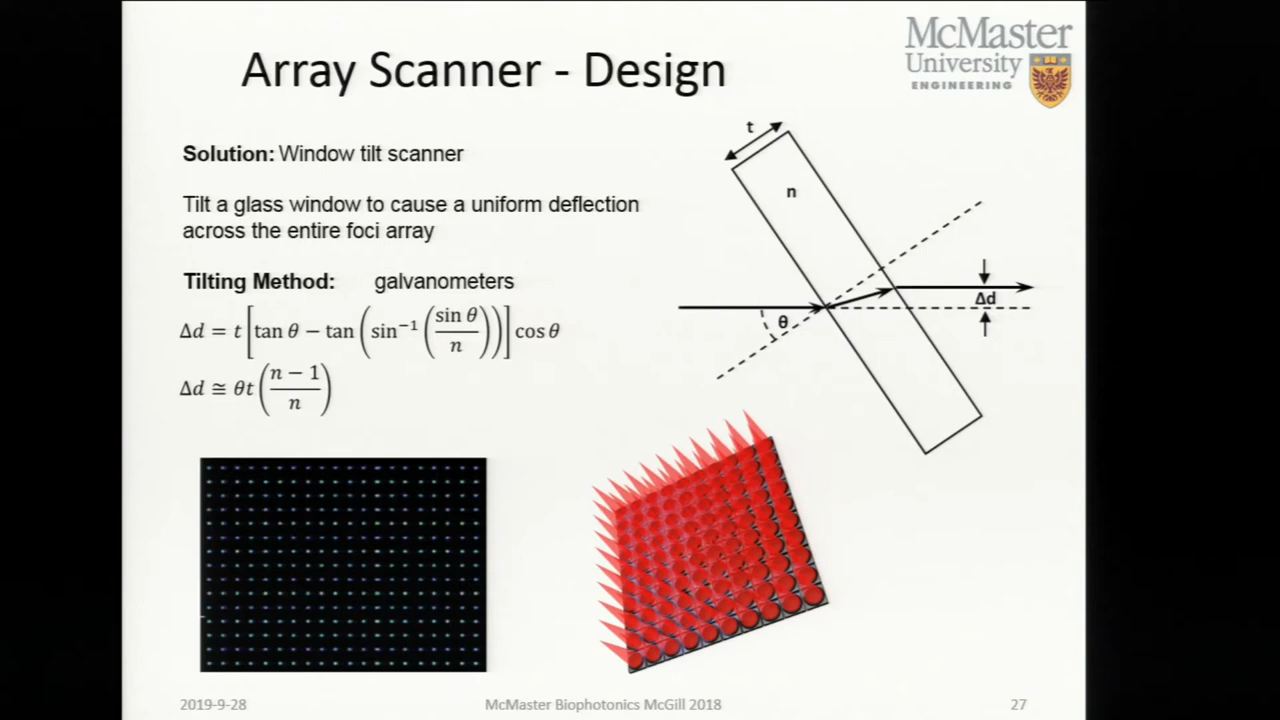 Array Scanner - Design
McMaster
University
ENGINEERING
Solution: Window tilt scanner
Tilt a glass window to cause a uniform deflection
across the entire foci array
Tilting Method: galvanometers
Δd = t [tan θ − tan (sin⁻¹ (sin θ / n))] cos θ
Δd ≅ θt ((n − 1) / n)
t
n
θ
Δd
2019-9-28
McMaster Biophotonics McGill 2018
27